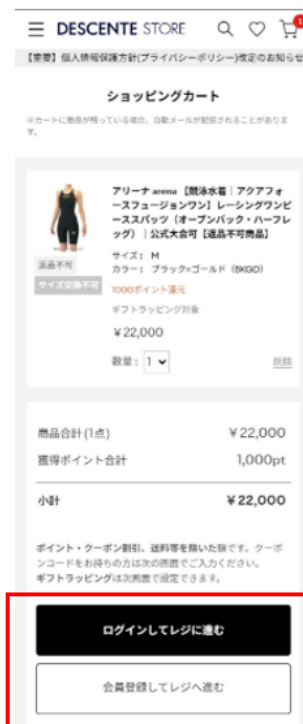 DESCENTE STORE
1
【重要】個人情報保護方針(プライバシーポリシー)改定のお知らせ
ショッピングカート
※カートに商品が残っている場合、自動メールが配信されることがありま
す。
アリーナ arena 【競泳水着｜アクアフォ
ースフュージョンワン】レーシングワンピ
ーススパッツ（オープンバック・ハーフレ
ッグ）｜公式大会可【返品不可商品】
返品不可
サイズ交換不可
サイズ： M
カラー： ブラック×ゴールド（BKGD）
1000ポイント還元
ギフトラッピング対象
￥22,000
数量： 1
削除
商品合計(1点) ￥22,000
獲得ポイント合計 1,000pt
小計 ￥22,000
ポイント・クーポン割引、送料等を除いた額です。クーポ
ンコードをお持ちの方は次の画面でご入力ください。
ギフトラッピングは次画面で設定できます。
ログインしてレジに進む
会員登録してレジへ進む